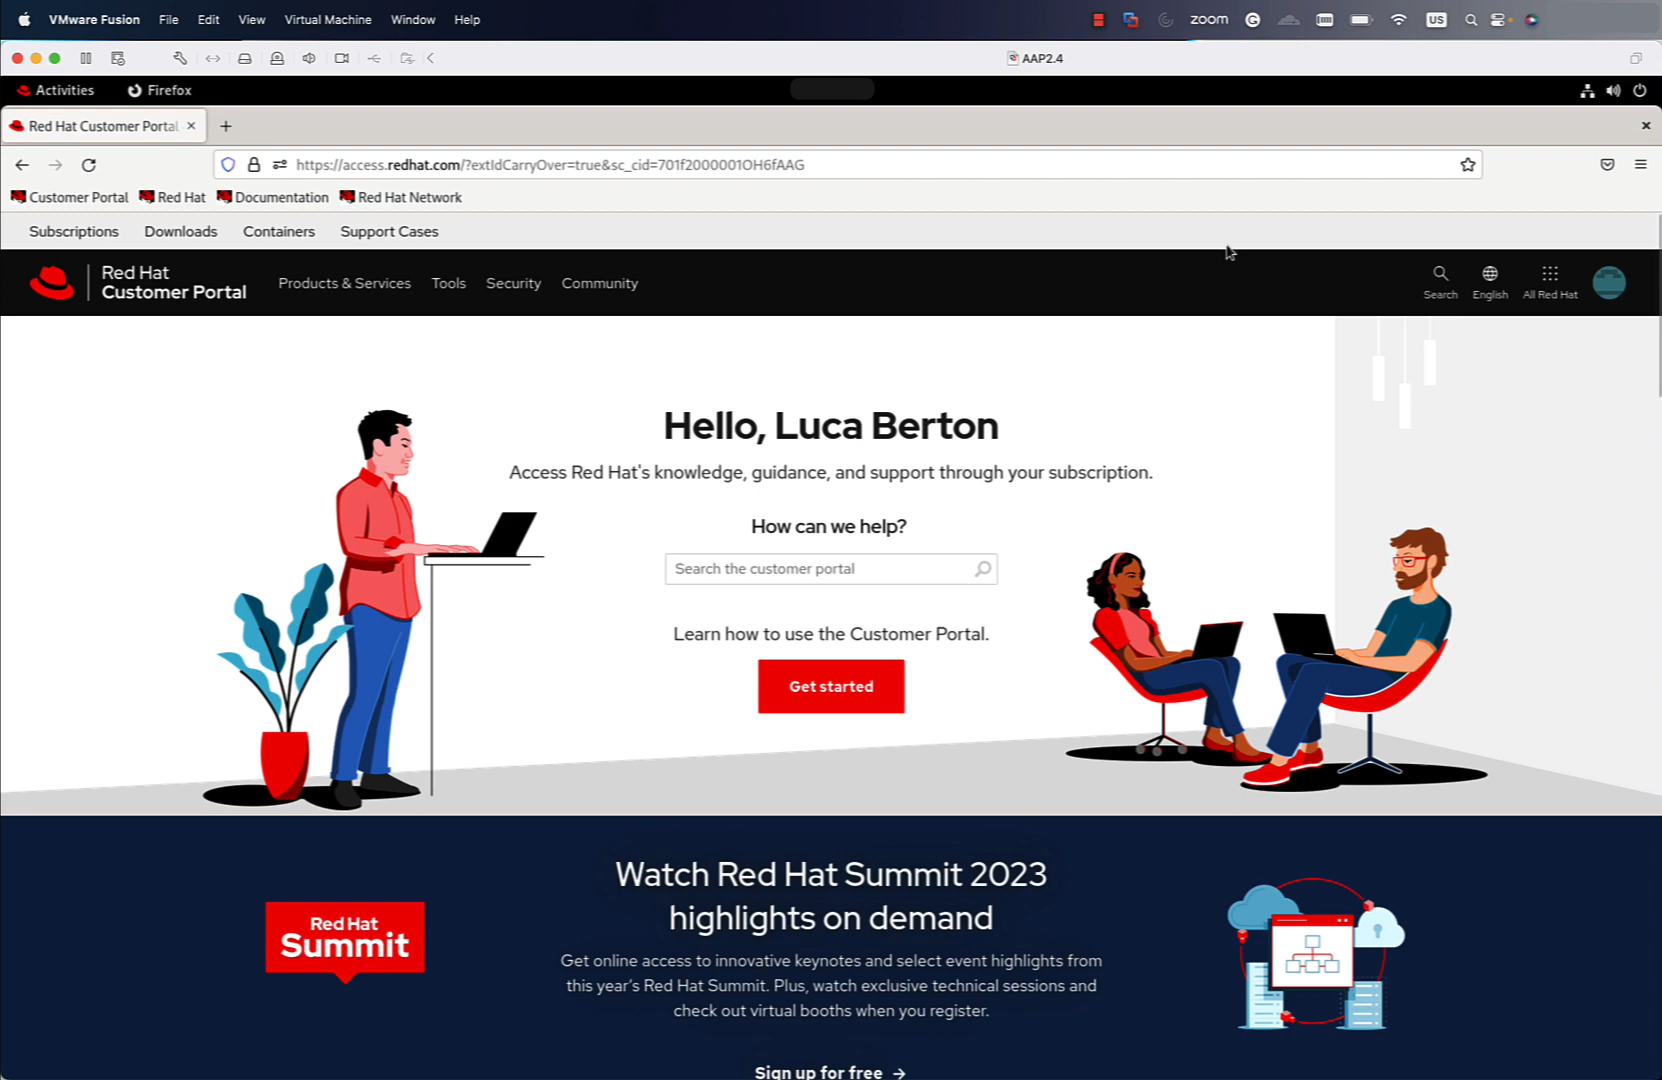 VMware Fusion File Edit View Virtual Machine Window Help zoom US
AAP2.4
Activities Firefox
Red Hat Customer Portal
https://access.redhat.com/?extIdCarryOver=true&sc_cid=701f2000001OH6fAAG
Customer Portal Red Hat Documentation Red Hat Network
Subscriptions Downloads Containers Support Cases
Red Hat
Customer Portal
Products & Services Tools Security Community
Search English All Red Hat
Hello, Luca Berton
Access Red Hat's knowledge, guidance, and support through your subscription.
How can we help?
Search the customer portal
Learn how to use the Customer Portal.
Get started
Watch Red Hat Summit 2023
highlights on demand
Red Hat
Summit
Get online access to innovative keynotes and select event highlights from
this year's Red Hat Summit. Plus, watch exclusive technical sessions and
check out virtual booths when you register.
Sign up for free →